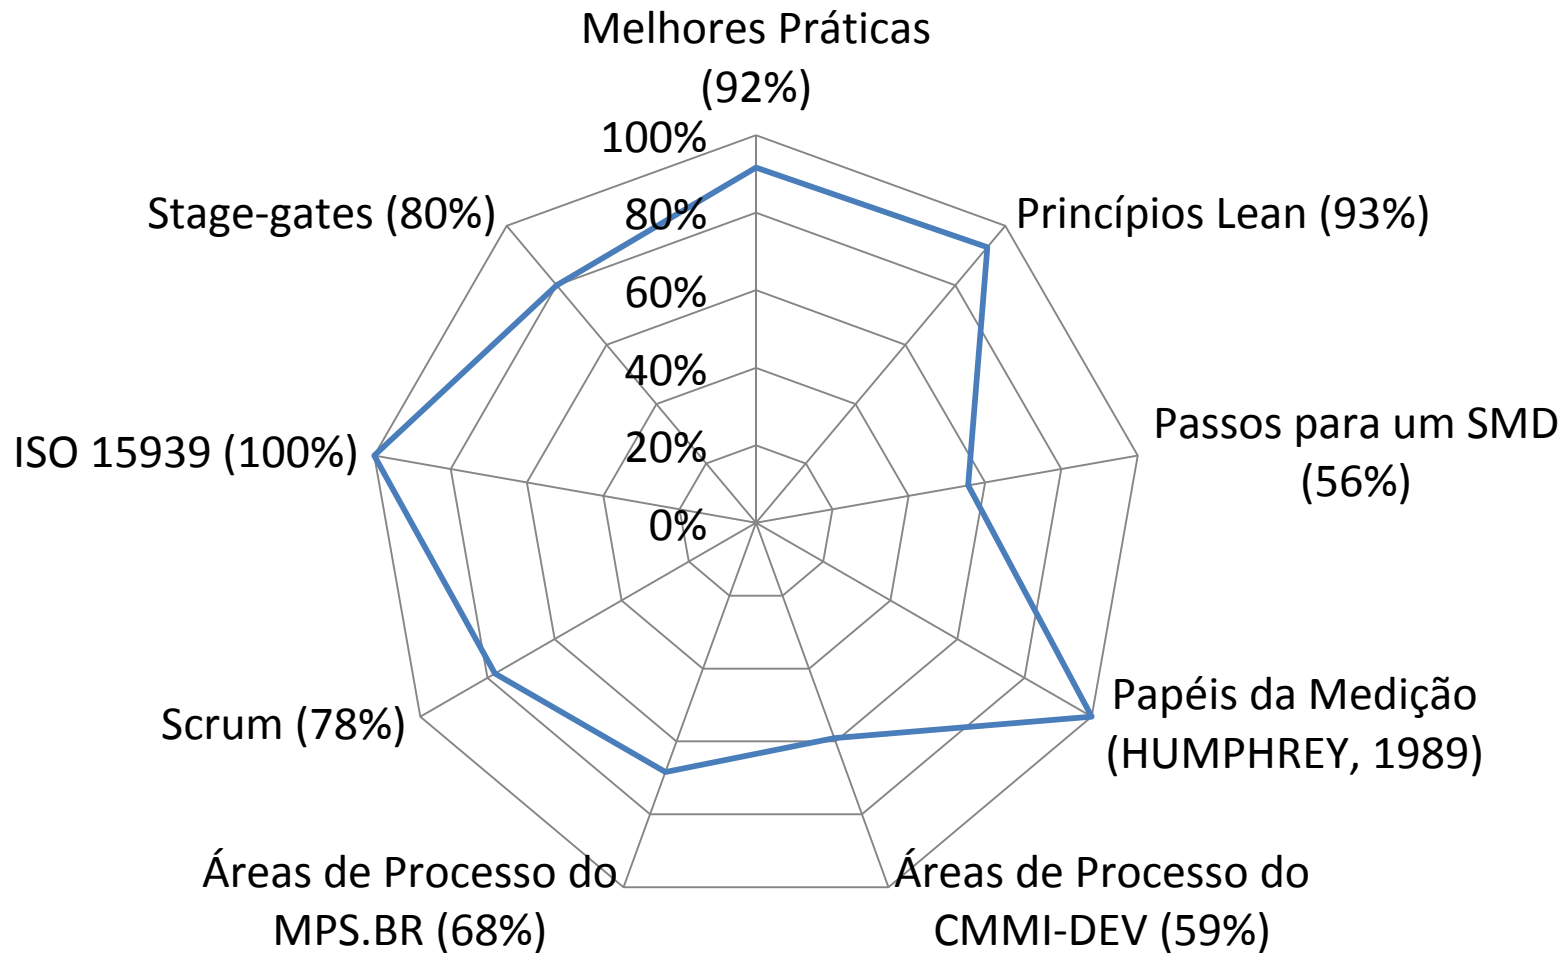 Melhores Práticas
(92%)
100%
80%
60%
40%
20%
0%
Princípios Lean (93%)
Passos para um SMD
(56%)
Papéis da Medição
(HUMPHREY, 1989)
Áreas de Processo do
CMMI-DEV (59%)
Áreas de Processo do
MPS.BR (68%)
Scrum (78%)
ISO 15939 (100%)
Stage-gates (80%)